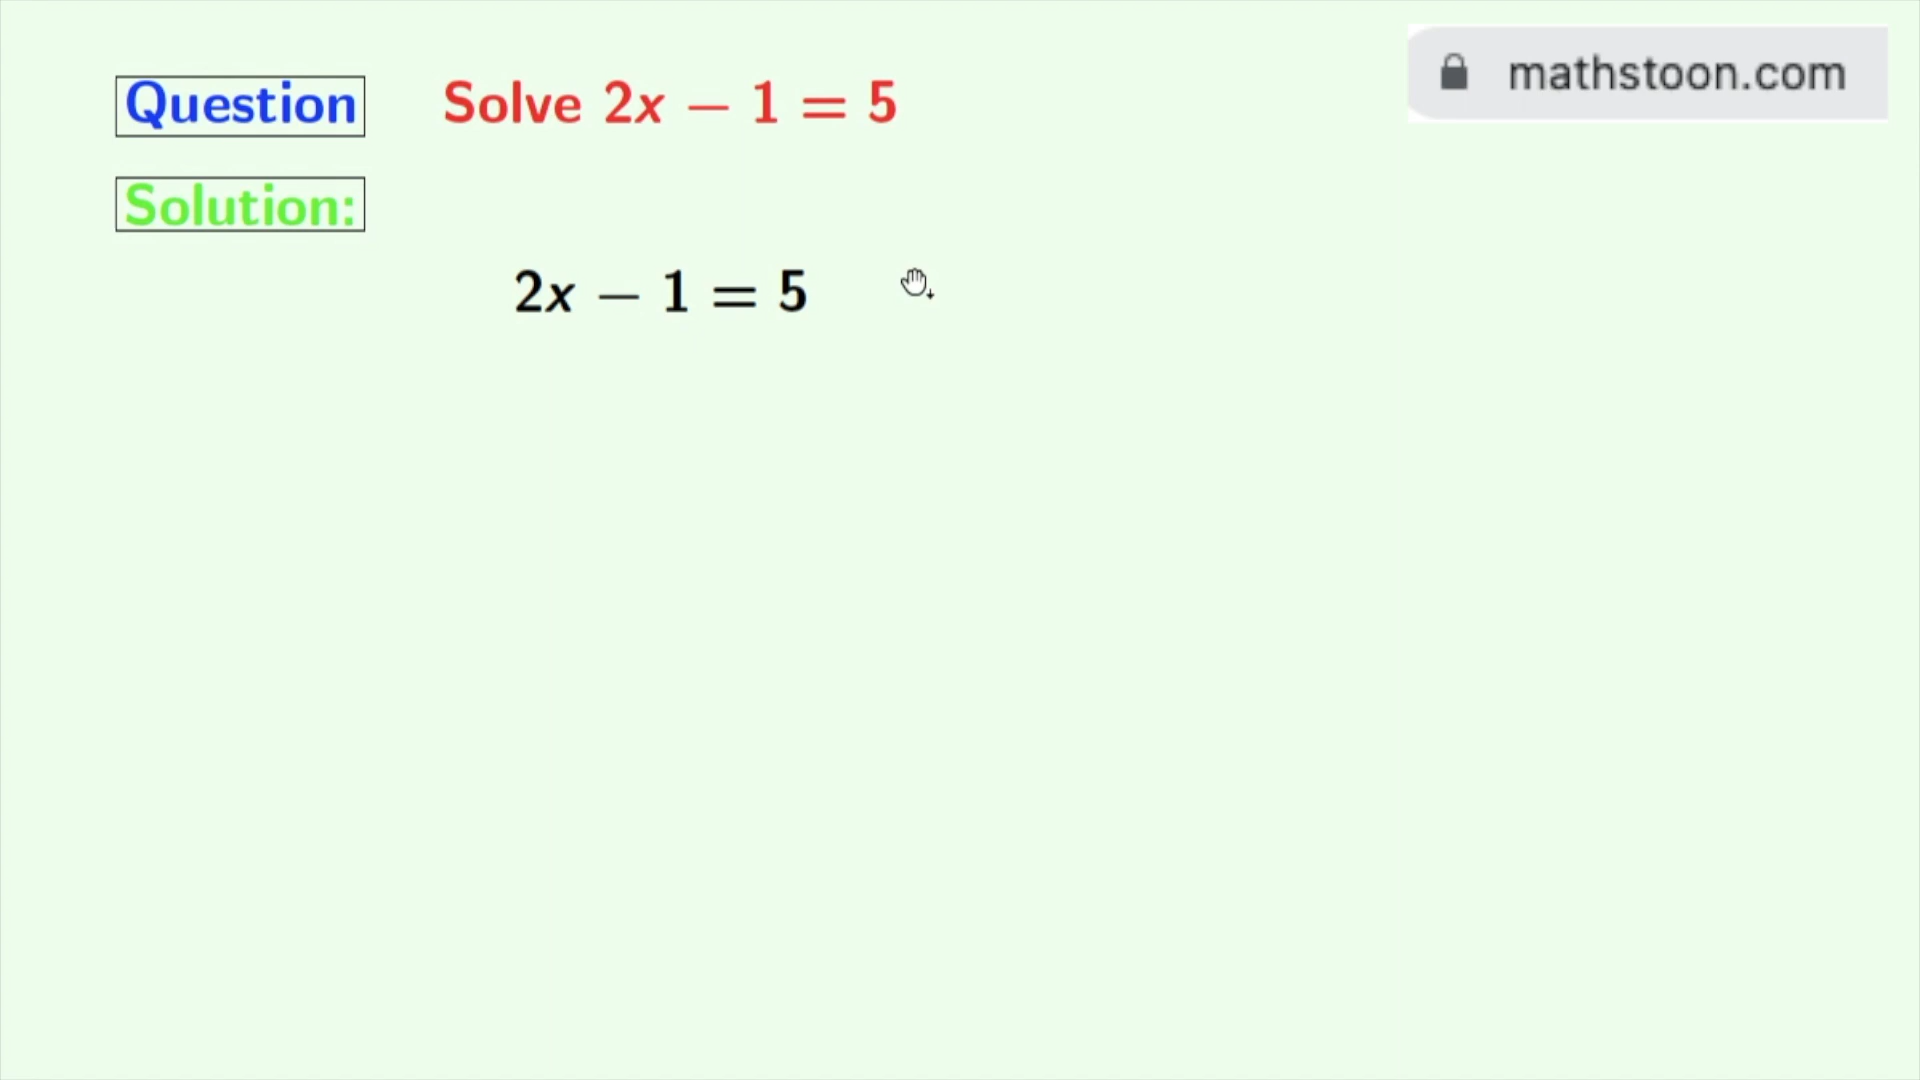 Question Solve 2x − 1 = 5
mathstoon.com
Solution:
2x − 1 = 5